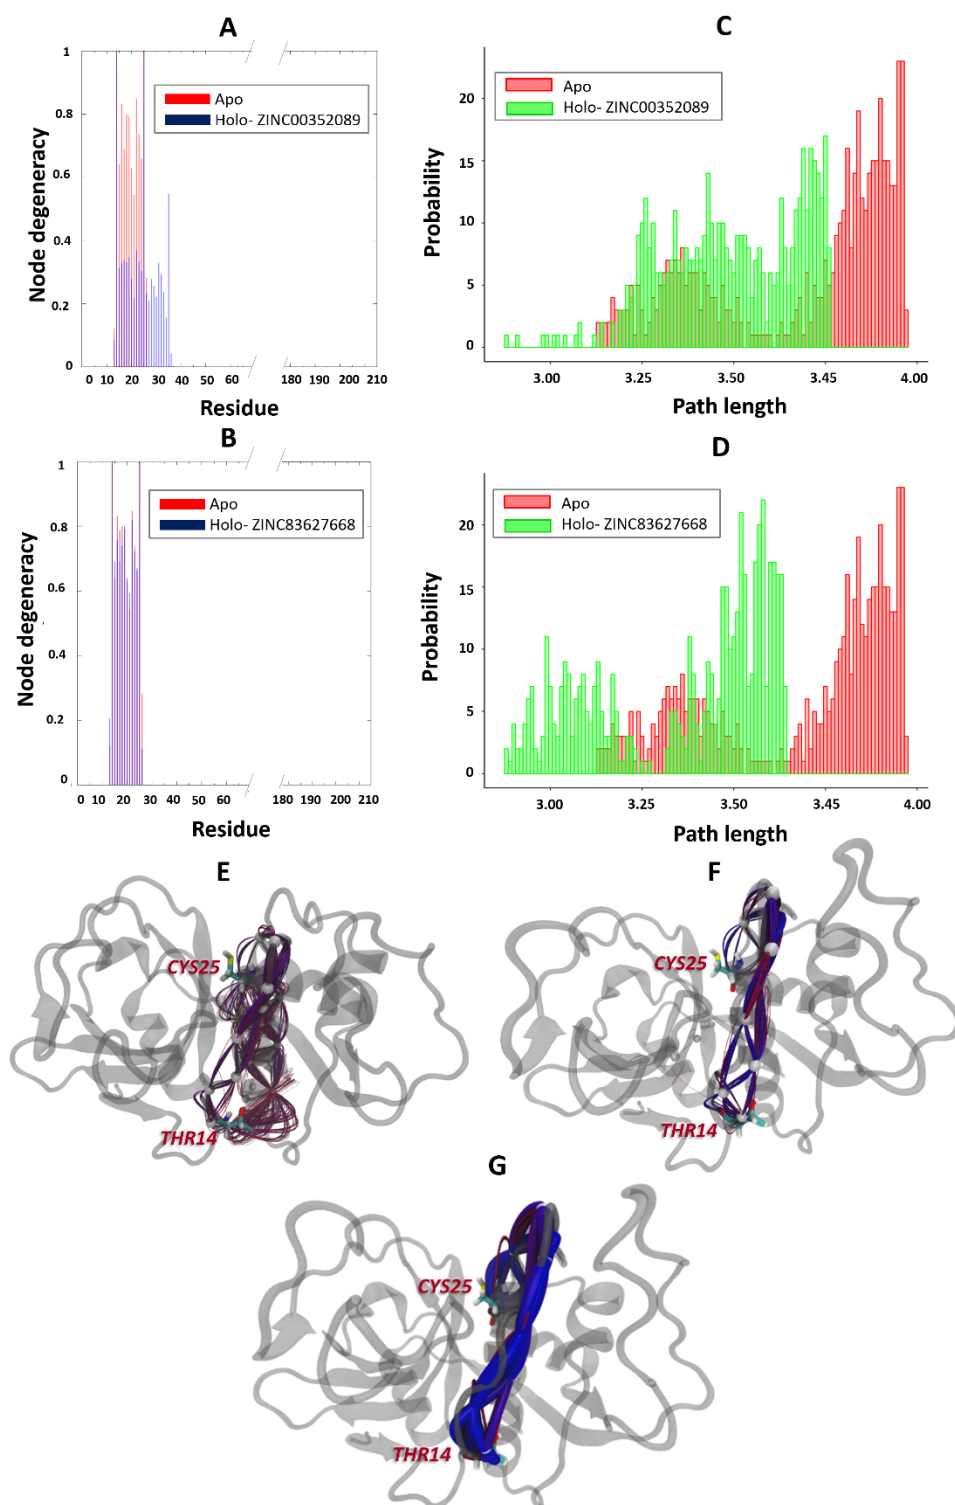 A
1
0.8
0.6
0.4
0.2
0
Node degeneracy
Apo
Holo- ZINC00352089
0 10 20 30 40 60 180 190 200 210
Residue
C
20
15
10
5
0
Probability
Apo
Holo- ZINC00352089
3.00 3.25 3.50 3.45 4.00
Path length
B
1
0.8
0.6
0.4
0.2
0
Node degeneracy
Apo
Holo- ZINC83627668
0 10 20 30 40 60 180 190 200 210
Residue
D
20
15
10
5
0
Probability
Apo
Holo- ZINC83627668
3.00 3.25 3.50 3.45 4.00
Path length
E
CYS25
THR14
F
CYS25
THR14
G
CYS25
THR14